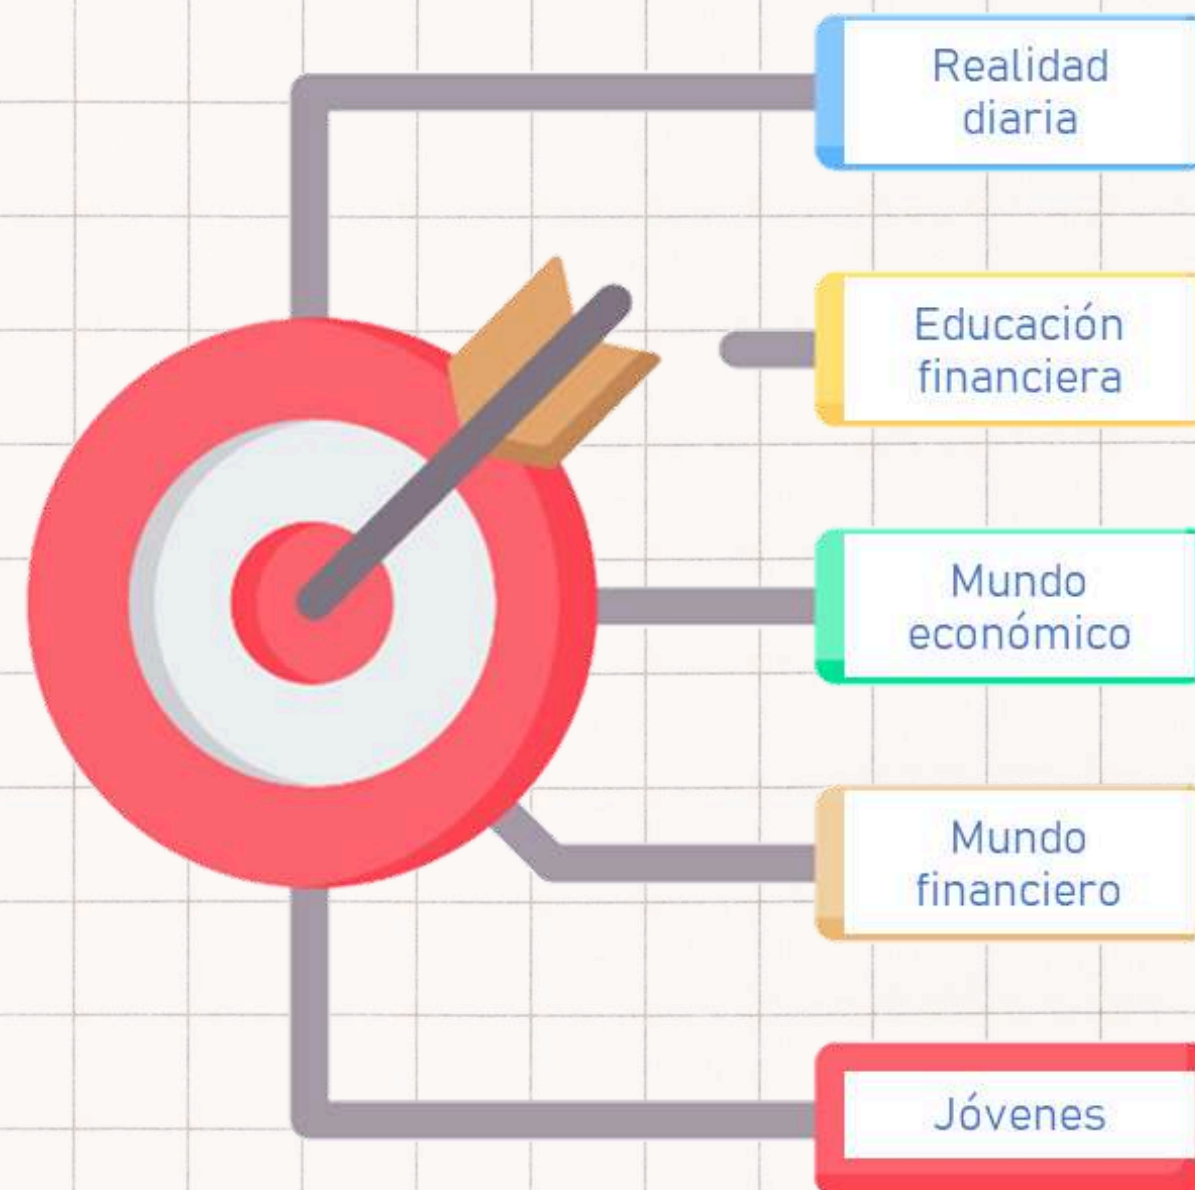 Realidad
diaria
Educación
financiera
Mundo
económico
Mundo
financiero
Jóvenes